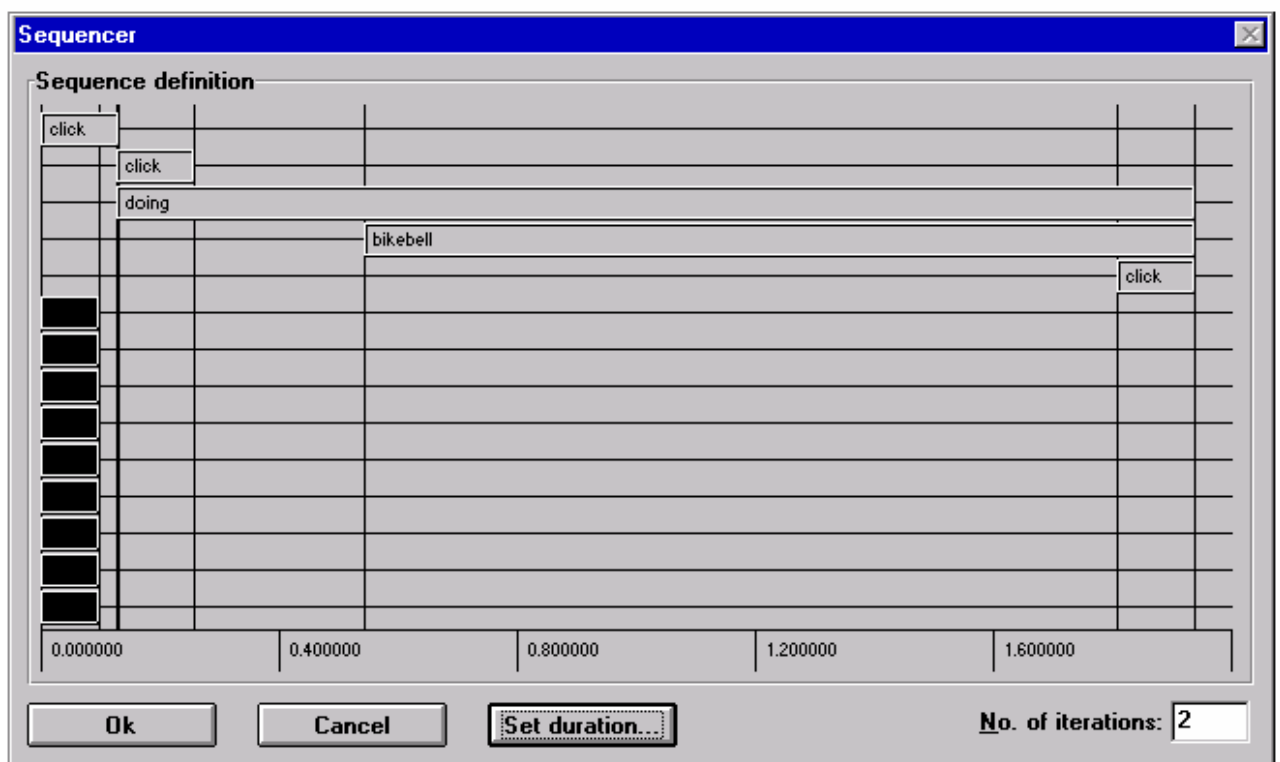 Sequencer
Sequence definition
click
click
doing
bikebell
click
0.000000 0.400000 0.800000 1.200000 1.600000
Ok Cancel Set duration... No. of iterations: 2